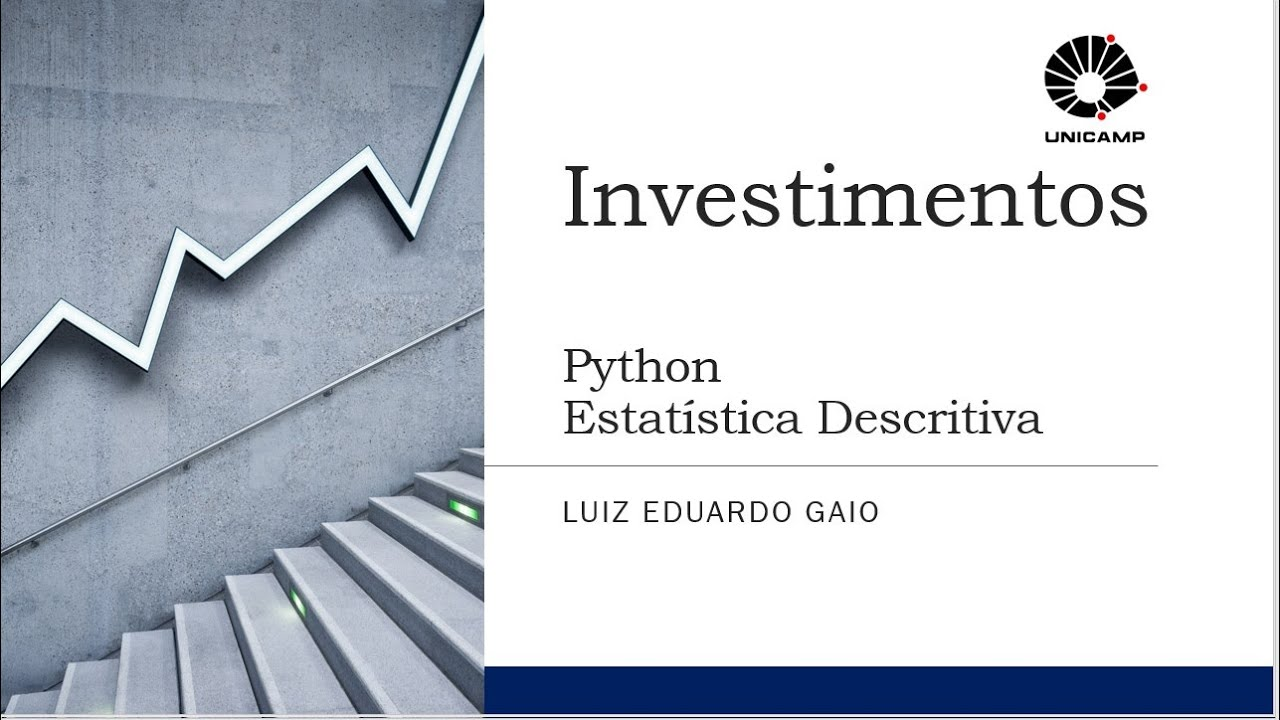 UNICAMP
Investimentos
Python
Estatística Descritiva
LUIZ EDUARDO GAIO